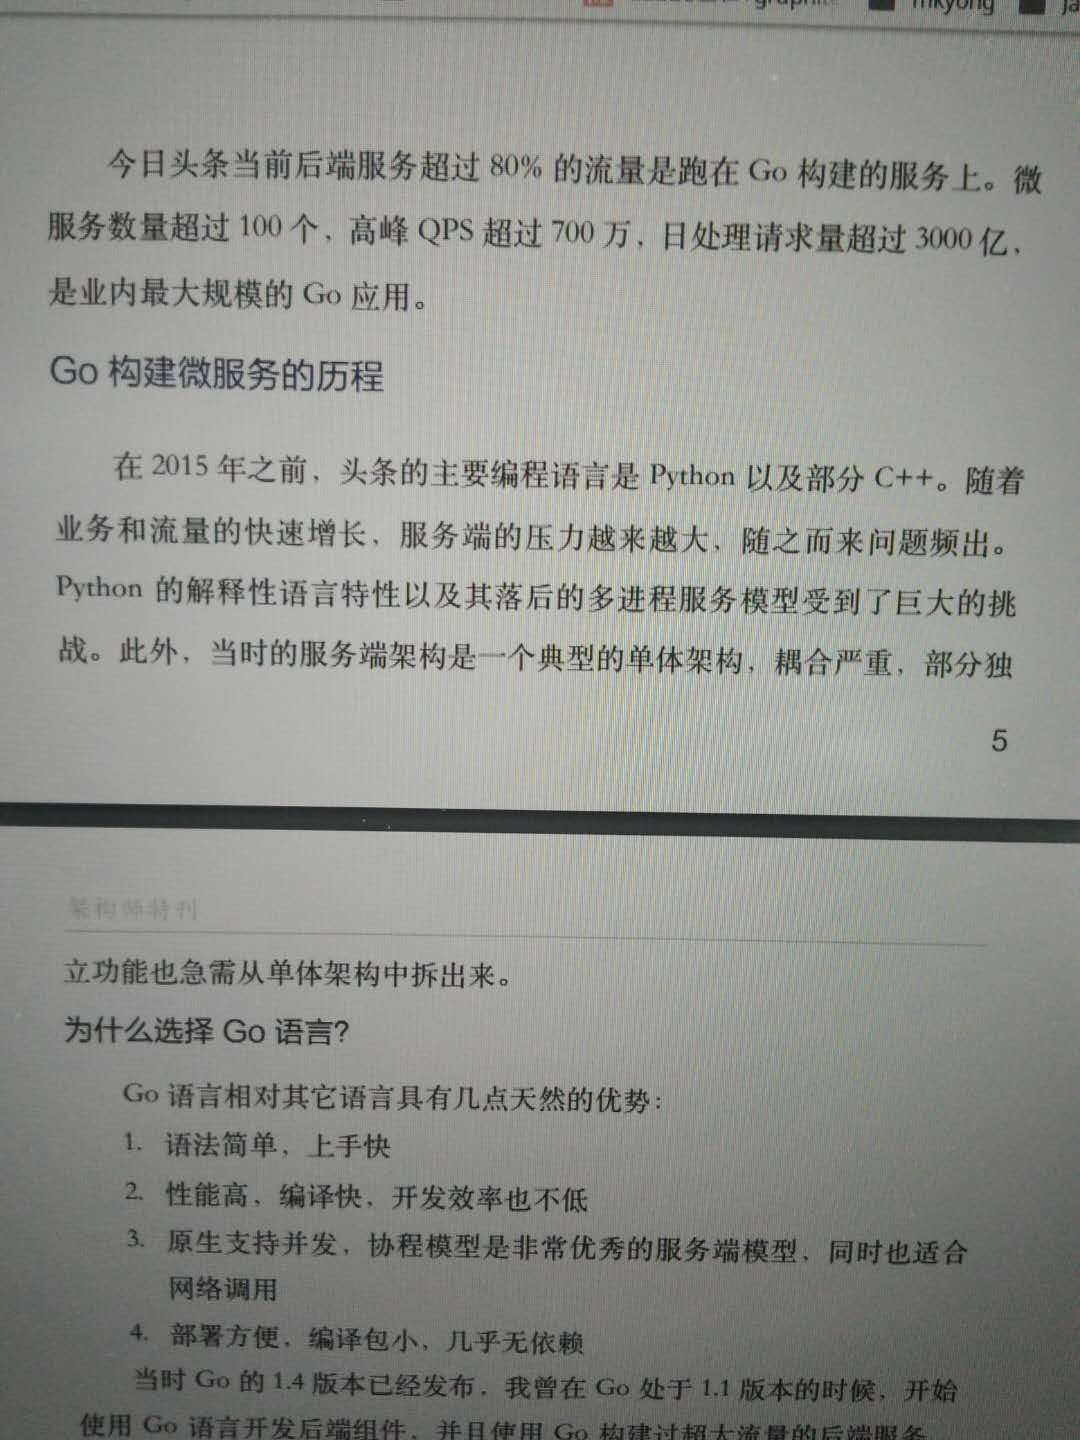 mkyong
今日头条当前后端服务超过 80% 的流量是跑在 Go 构建的服务上。微
服务数量超过 100 个，高峰 QPS 超过 700 万，日处理请求量超过 3000 亿，
是业内最大规模的 Go 应用。
Go 构建微服务的历程
在 2015 年之前，头条的主要编程语言是 Python 以及部分 C++。随着
业务和流量的快速增长，服务端的压力越来越大，随之而来问题频出。
Python 的解释性语言特性以及其落后的多进程服务模型受到了巨大的挑
战。此外，当时的服务端架构是一个典型的单体架构，耦合严重，部分独
5
架构师特刊
立功能也急需从单体架构中拆出来。
为什么选择 Go 语言?
Go 语言相对其它语言具有几点天然的优势：
1. 语法简单，上手快
2. 性能高，编译快，开发效率也不低
3. 原生支持并发，协程模型是非常优秀的服务端模型，同时也适合
网络调用
4. 部署方便，编译包小，几乎无依赖
当时 Go 的 1.4 版本已经发布，我曾在 Go 处于 1.1 版本的时候，开始
使用 Go 语言开发后端组件，并且使用 Go 构建过超大流量的后端服务